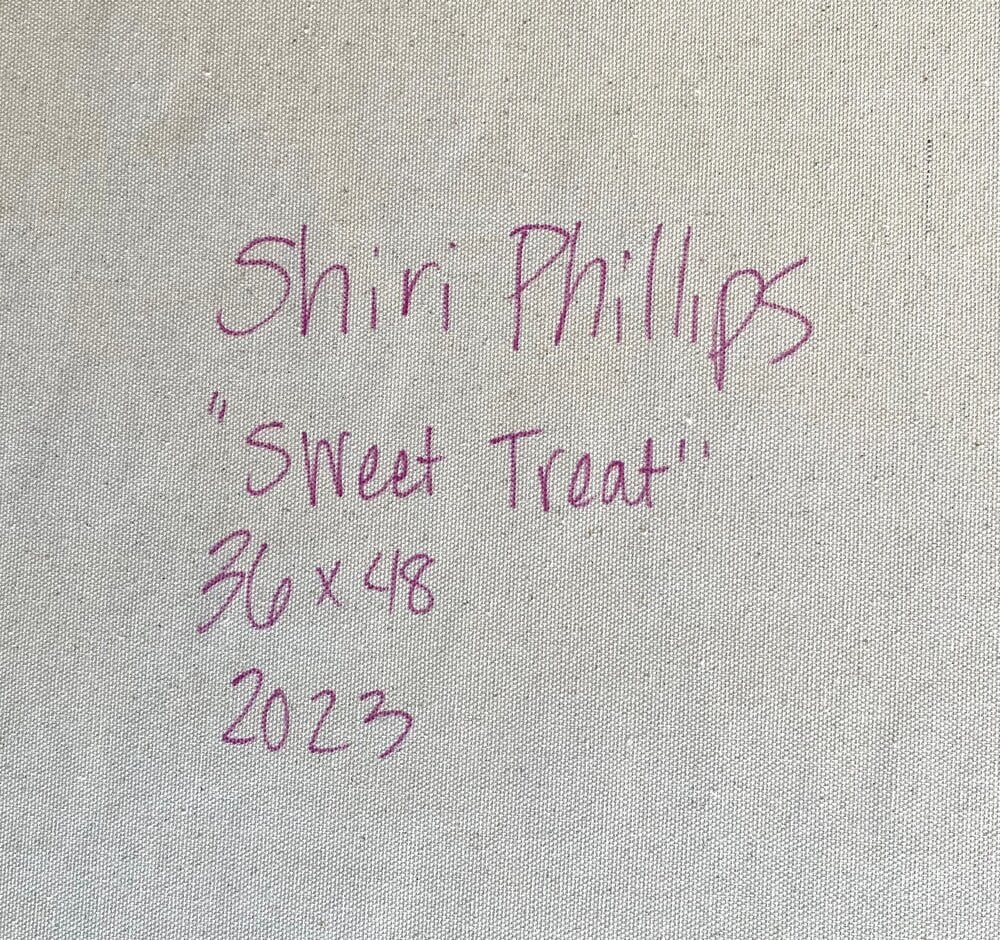 Shiri Phillips
"Sweet Treat"
36 x 48
2023